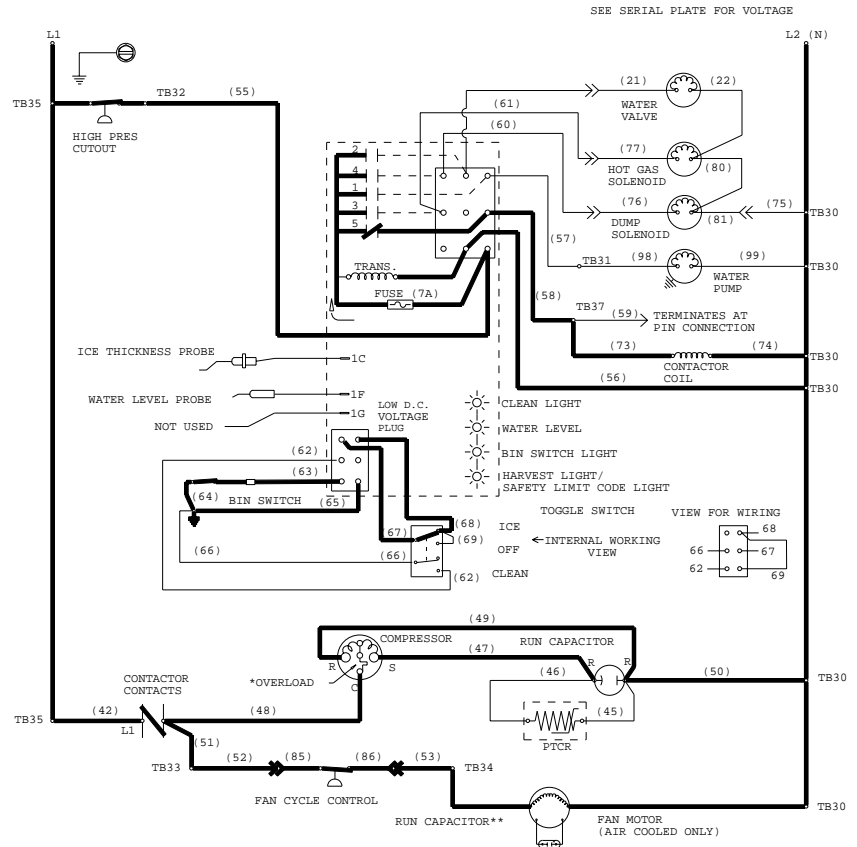 SEE SERIAL PLATE FOR VOLTAGE
L1
L2 (N)
TB35
TB32
(55)
HIGH PRES
CUTOUT
(21)
(22)
WATER
VALVE
(61)
(60)
(77)
(80)
HOT GAS
SOLENOID
(76)
(81)
(75)
TB30
DUMP
SOLENOID
2
4
1
3
5
(57)
TB31
(98)
(99)
TB30
WATER
PUMP
TRANS.
FUSE (7A)
(58)
TB37
(59)
TERMINATES AT
PIN CONNECTION
(73)
(74)
TB30
CONTACTOR
COIL
(56)
TB30
ICE THICKNESS PROBE
1C
WATER LEVEL PROBE
1F
NOT USED
1G
LOW D.C.
VOLTAGE
PLUG
CLEAN LIGHT
WATER LEVEL
BIN SWITCH LIGHT
HARVEST LIGHT/
SAFETY LIMIT CODE LIGHT
(62)
(63)
(64)
BIN SWITCH
(65)
(66)
(67)
(68)
(69)
(66)
(62)
TOGGLE SWITCH
ICE
OFF
CLEAN
INTERNAL WORKING
VIEW
VIEW FOR WIRING
68
66
67
62
69
(49)
COMPRESSOR
(47)
RUN CAPACITOR
R
S
C
*OVERLOAD
R
R
(46)
(50)
TB30
(45)
PTCR
CONTACTOR
CONTACTS
TB35
(42)
L1
(48)
(51)
TB33
(52)
(85)
(86)
(53)
TB34
FAN CYCLE CONTROL
RUN CAPACITOR**
FAN MOTOR
(AIR COOLED ONLY)
TB30